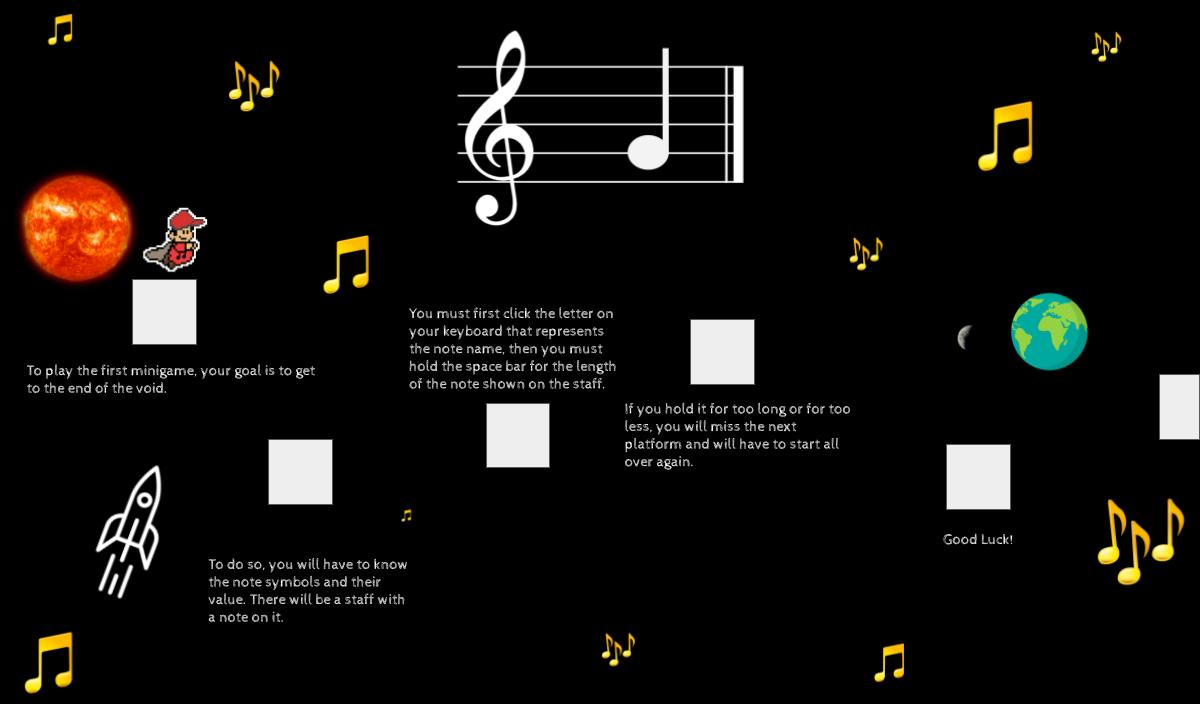 To play the first minigame, your goal is to get
to the end of the void.
To do so, you will have to know
the note symbols and their
value. There will be a staff with
a note on it.
You must first click the letter on
your keyboard that represents
the note name, then you must
hold the space bar for the length
of the note shown on the staff.
If you hold it for too long or for too
less, you will miss the next
platform and will have to start all
over again.
Good Luck!